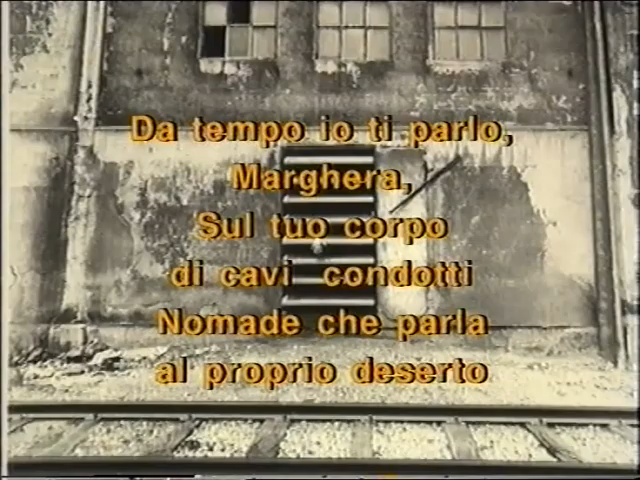 Da tempo io ti parlo,
Marghera,
Sul tuo corpo
di cavi condotti
Nomade che parla
al proprio deserto